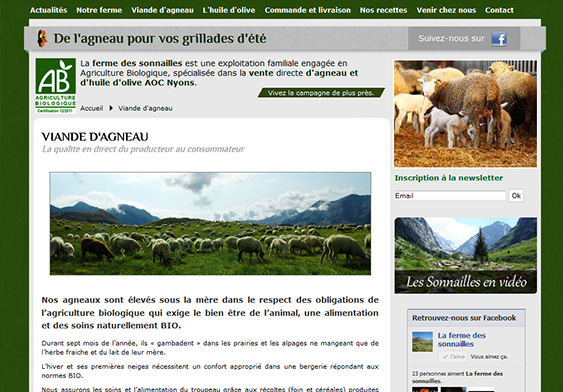 Actualités Notre ferme Viande d'agneau L'huile d'olive Commande et livraison Nos recettes Venir chez nous Contact
De l'agneau pour vos grillades d'été
Suivez-nous sur
AB
AGRICULTURE
BIOLOGIQUE
Certification 12/2011
La ferme des sonnailles est une exploitation familiale engagée en
Agriculture Biologique, spécialisée dans la vente directe d'agneau et
d'huile d'olive AOC Nyons.
Vivez la campagne de plus près.
Accueil Viande d'agneau
VIANDE D'AGNEAU
La qualite en direct du producteur au consommateur
Nos agneaux sont élevés sous la mère dans le respect des obligations de
l'agriculture biologique qui exige le bien être de l'animal, une alimentation
et des soins naturellement BIO.
Durant sept mois de l'année, ils « gambadent » dans les prairies et les alpages ne mangeant que de
l'herbe fraiche et du lait de leur mère.
L'hiver et ses premières neiges nécessitent un confort approprié dans une bergerie répondant aux
normes BIO.
Nous assurons les soins et l'alimentation du troupeau grâce aux récoltes (foin et céréales) produites
Inscription à la newsletter
Email Ok
Les Sonnailles en vidéo
Retrouvez-nous sur Facebook
La ferme des
sonnailles
J'aime Vous aimez ça.
23 personnes aiment La ferme des
sonnailles.